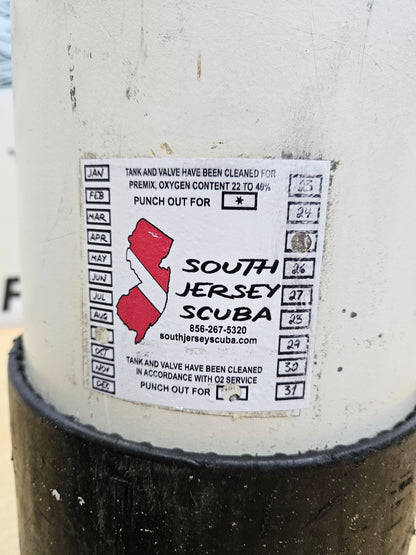 JAN
FEB
MAR
APR
MAY
JUN
JUL
AUG
OCT
NOV
DEC
TANK AND VALVE HAVE BEEN CLEANED FOR
PREMIX, OXYGEN CONTENT 22 TO 40%
PUNCH OUT FOR *
SOUTH
JERSEY
SCUBA
856-267-5320
southjerseyscuba.com
TANK AND VALVE HAVE BEEN CLEANED
IN ACCORDANCE WITH O2 SERVICE
PUNCH OUT FOR
23
24
26
27
28
29
30
31